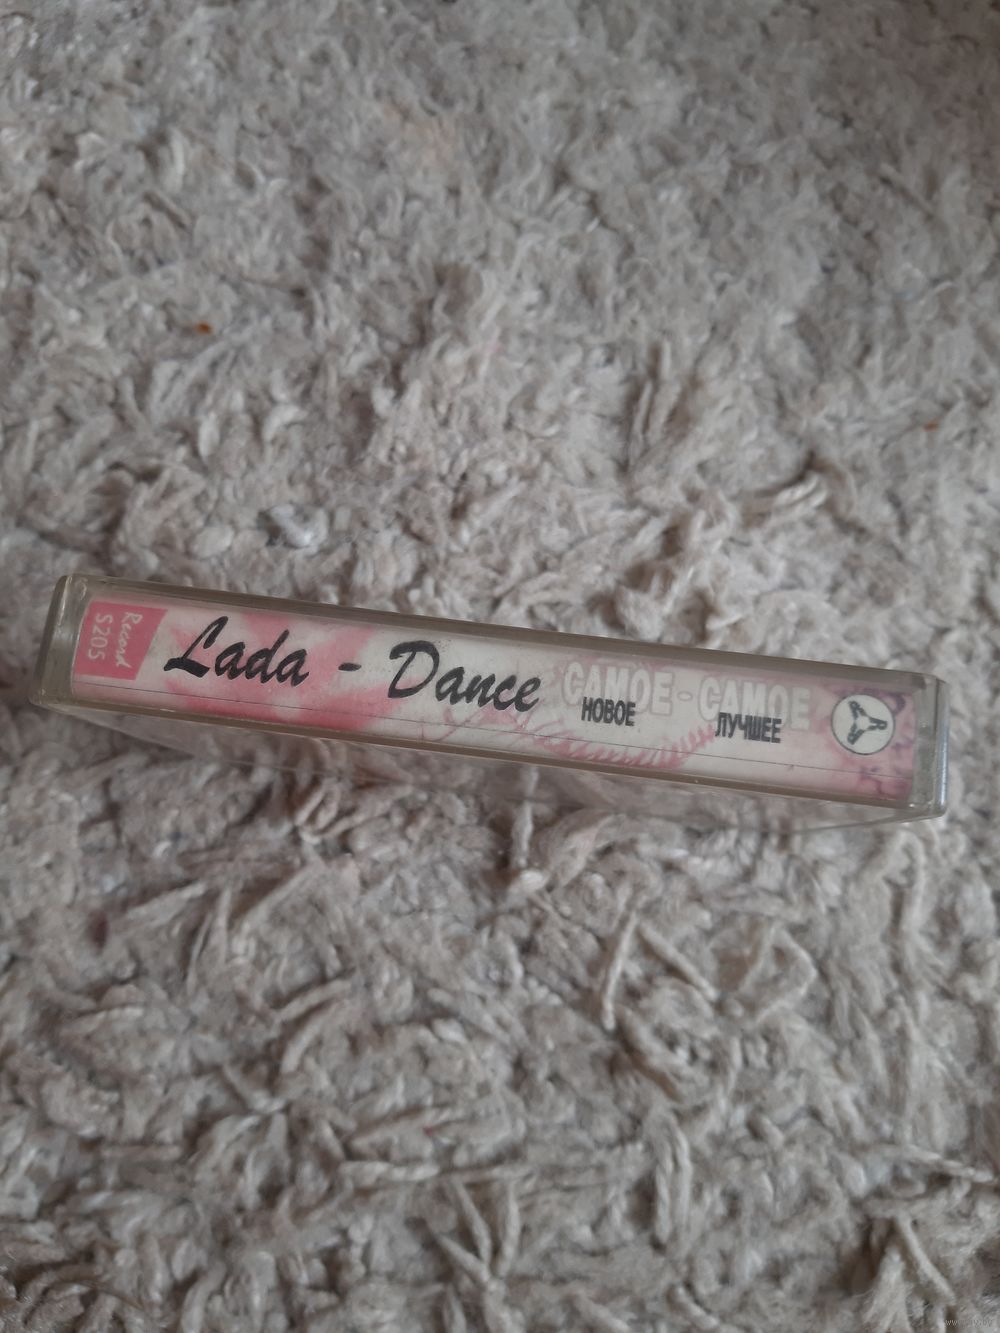 Record
S205
Lada - Dance
САМОЕ - САМОЕ
НОВОЕ ЛУЧШЕЕ